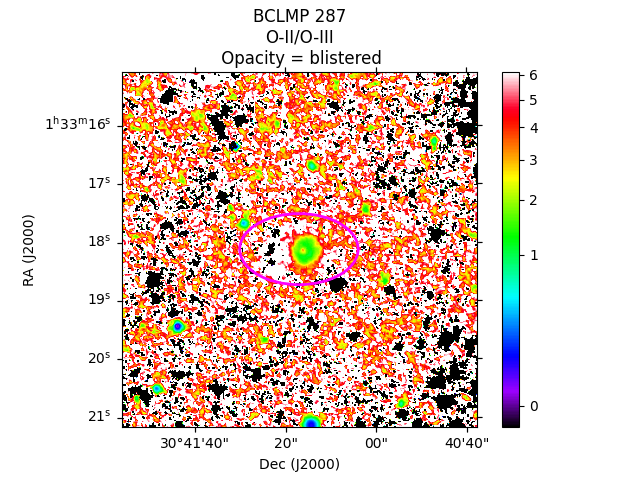 BCLMP 287
O-II/O-III
Opacity = blistered
1ʰ33ᵐ16ˢ
17ˢ
18ˢ
19ˢ
20ˢ
21ˢ
RA (J2000)
30°41'40"
20"
00"
40'40"
Dec (J2000)
6
5
4
3
2
1
0